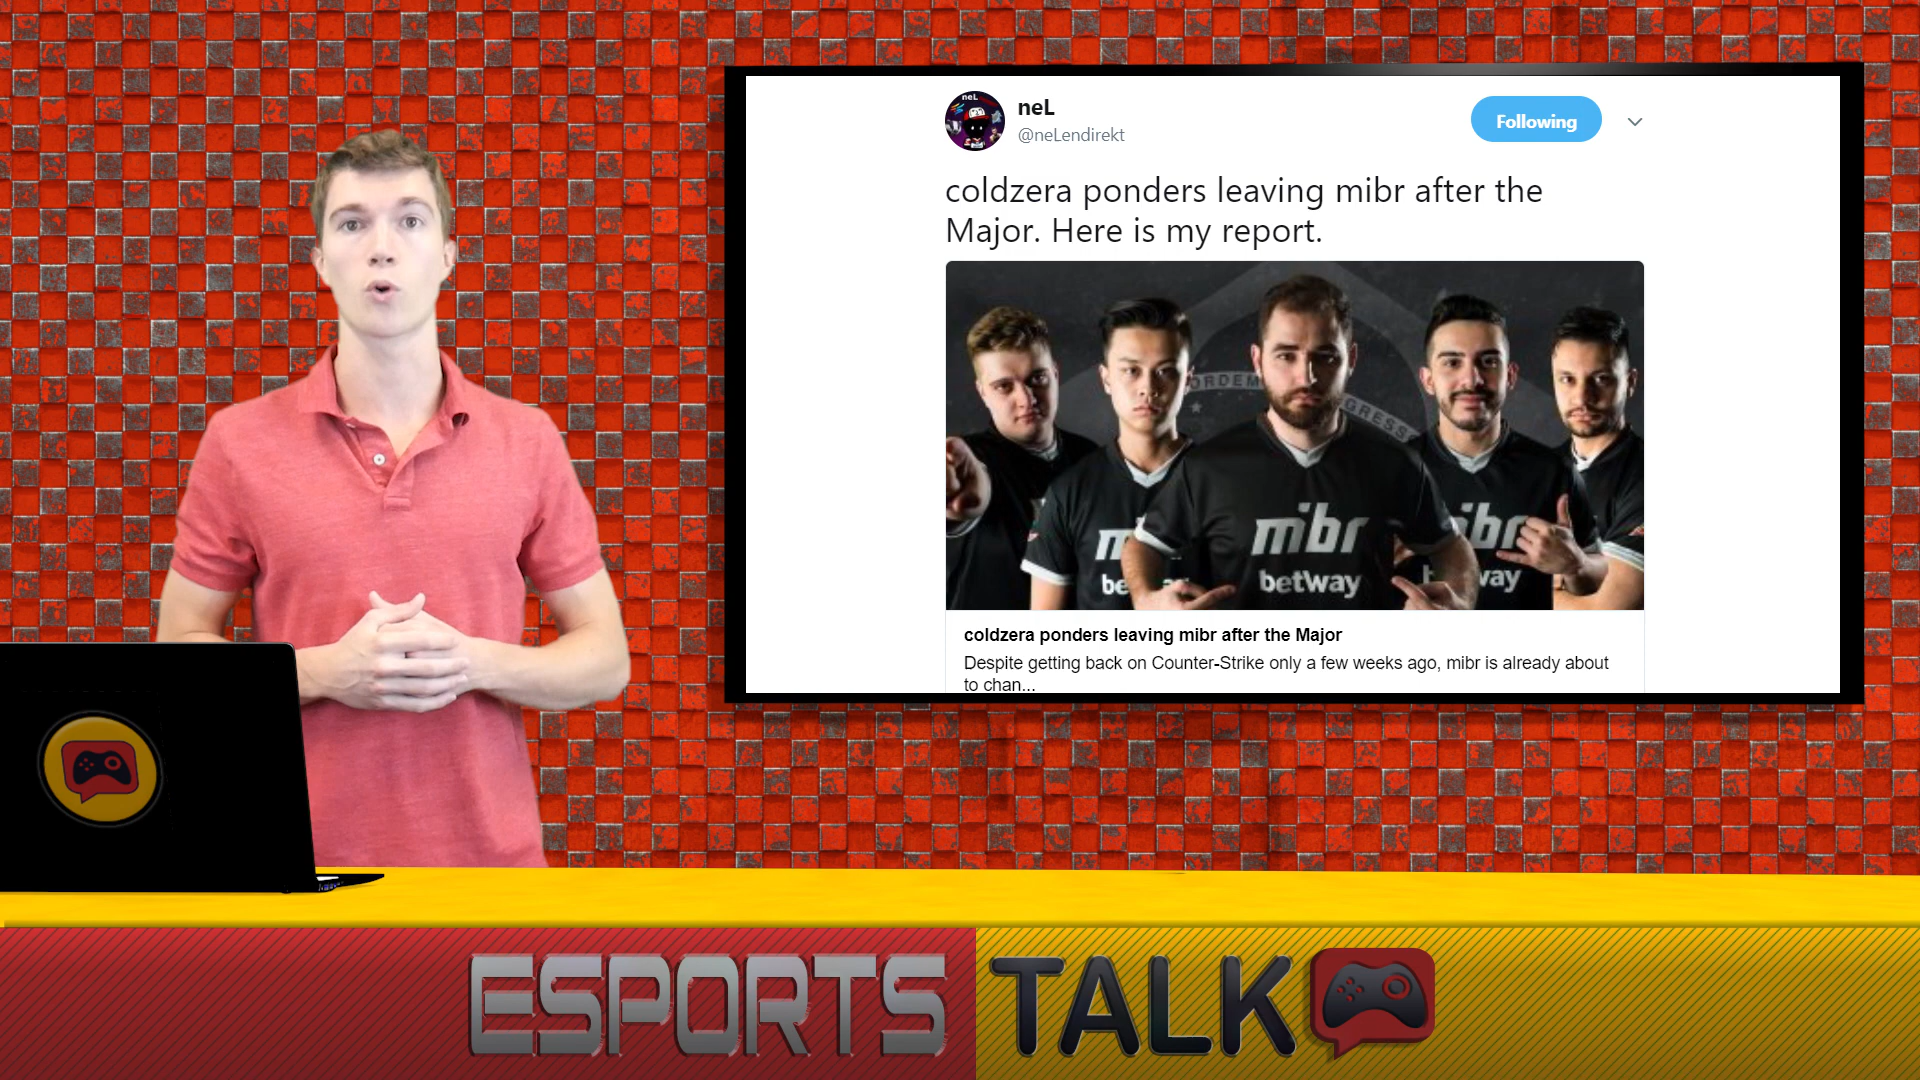 neL
neL
@neLendirekt
Following
coldzera ponders leaving mibr after the
Major. Here is my report.
ORDEM
mibr
betway
coldzera ponders leaving mibr after the Major
Despite getting back on Counter-Strike only a few weeks ago, mibr is already about
to chan...
ESPORTS TALK